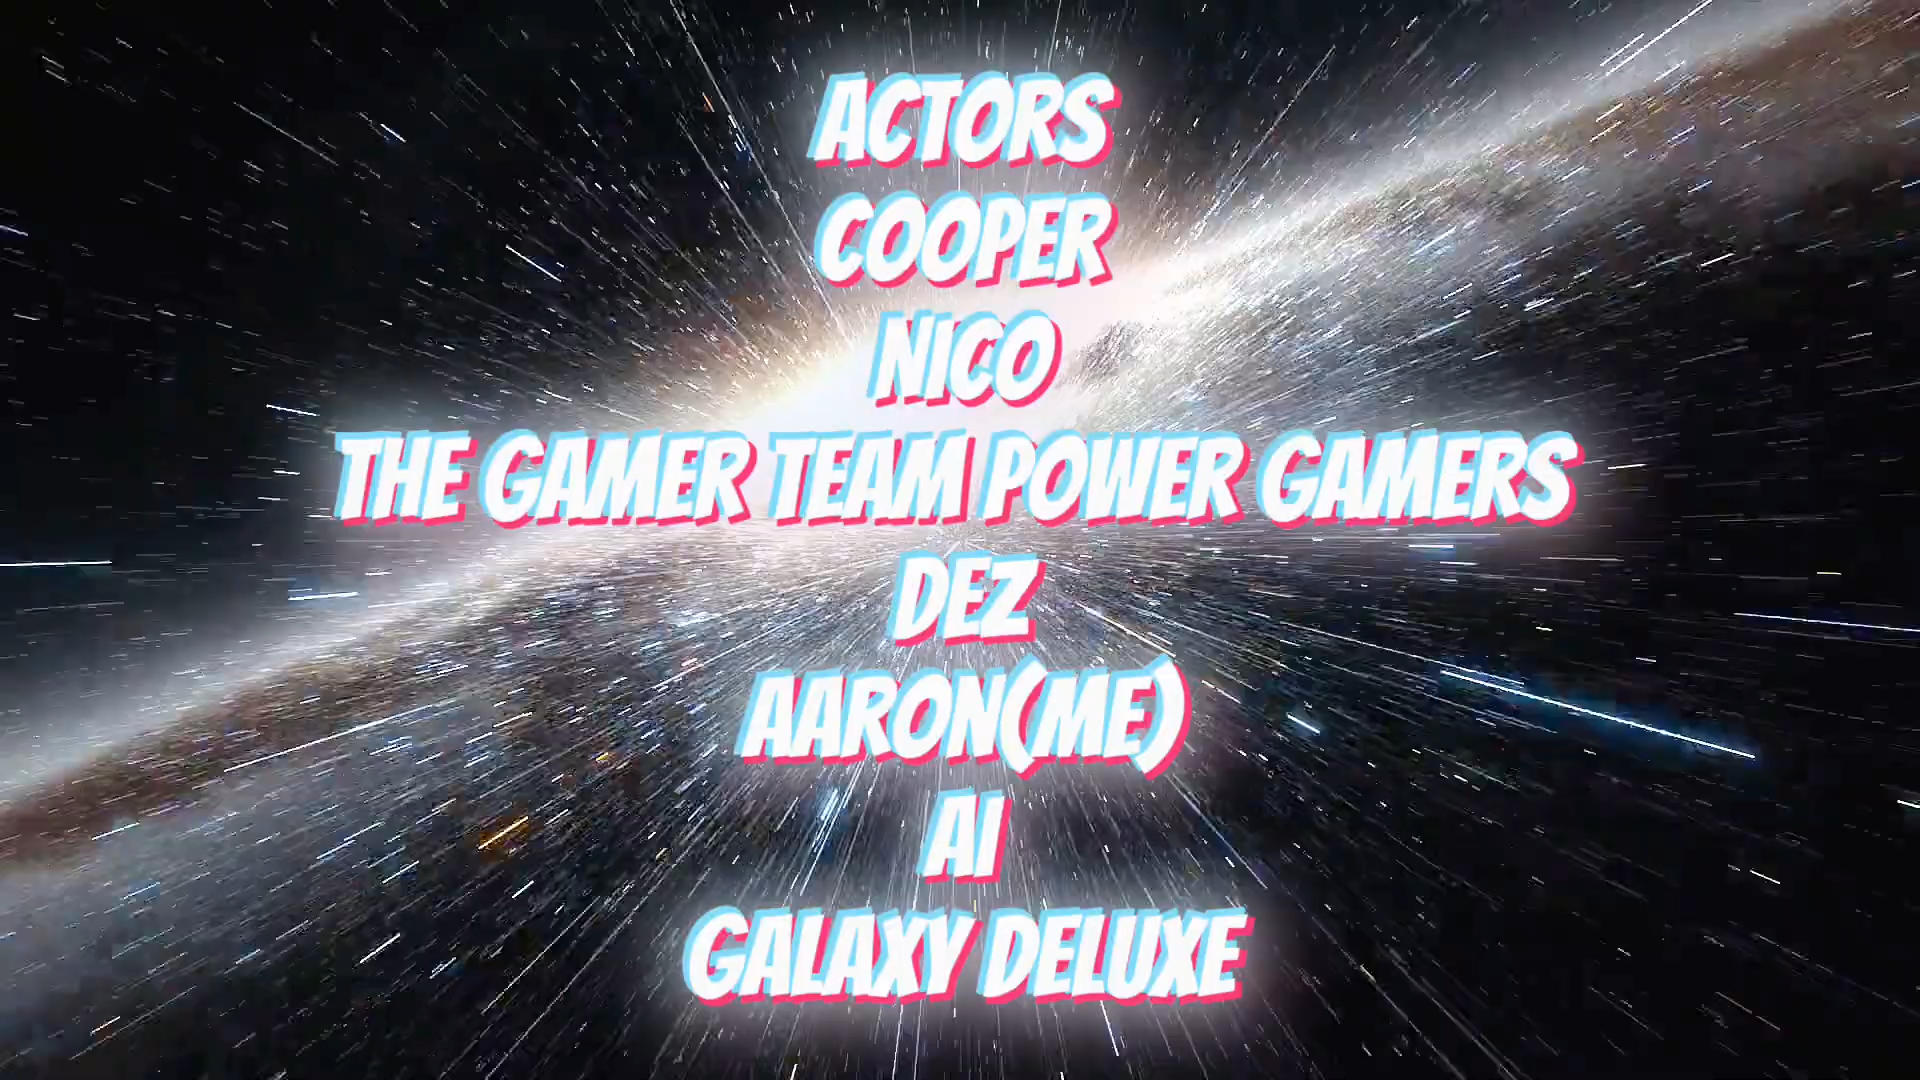 ACTORS
COOPER
NICO
THE GAMER TEAM POWER GAMERS
DEZ
AARON(ME)
AI
GALAXY DELUXE